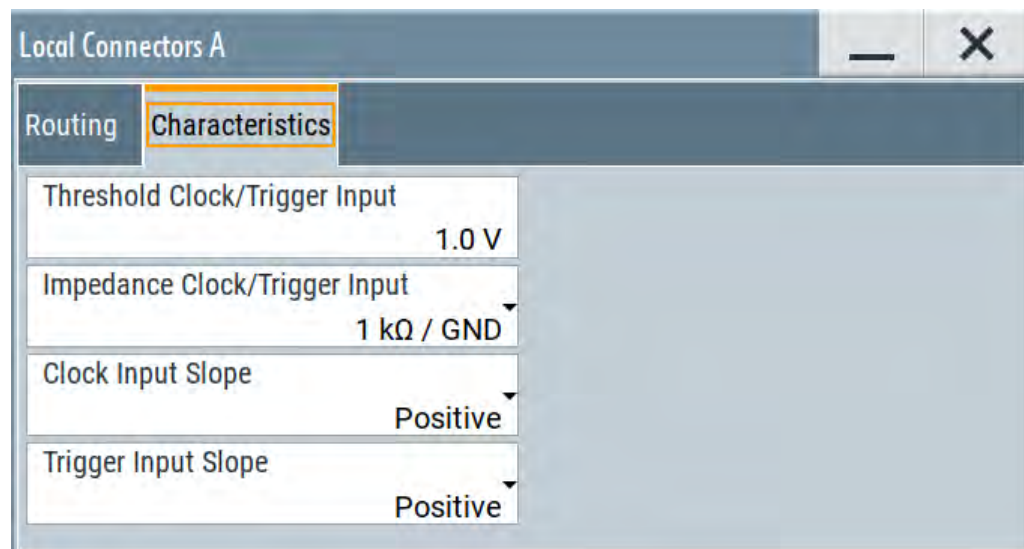 Local Connectors A
Routing
Characteristics
Threshold Clock/Trigger Input
1.0 V
Impedance Clock/Trigger Input
1 kΩ / GND
Clock Input Slope
Positive
Trigger Input Slope
Positive